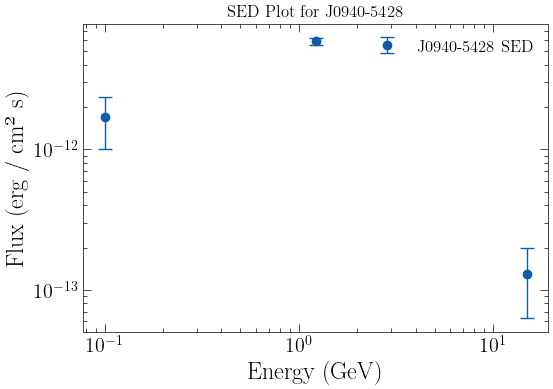 SED Plot for J0940-5428
J0940-5428 SED
Flux (erg / cm² s)
10⁻¹²
10⁻¹³
10⁻¹ 10⁰ 10¹
Energy (GeV)